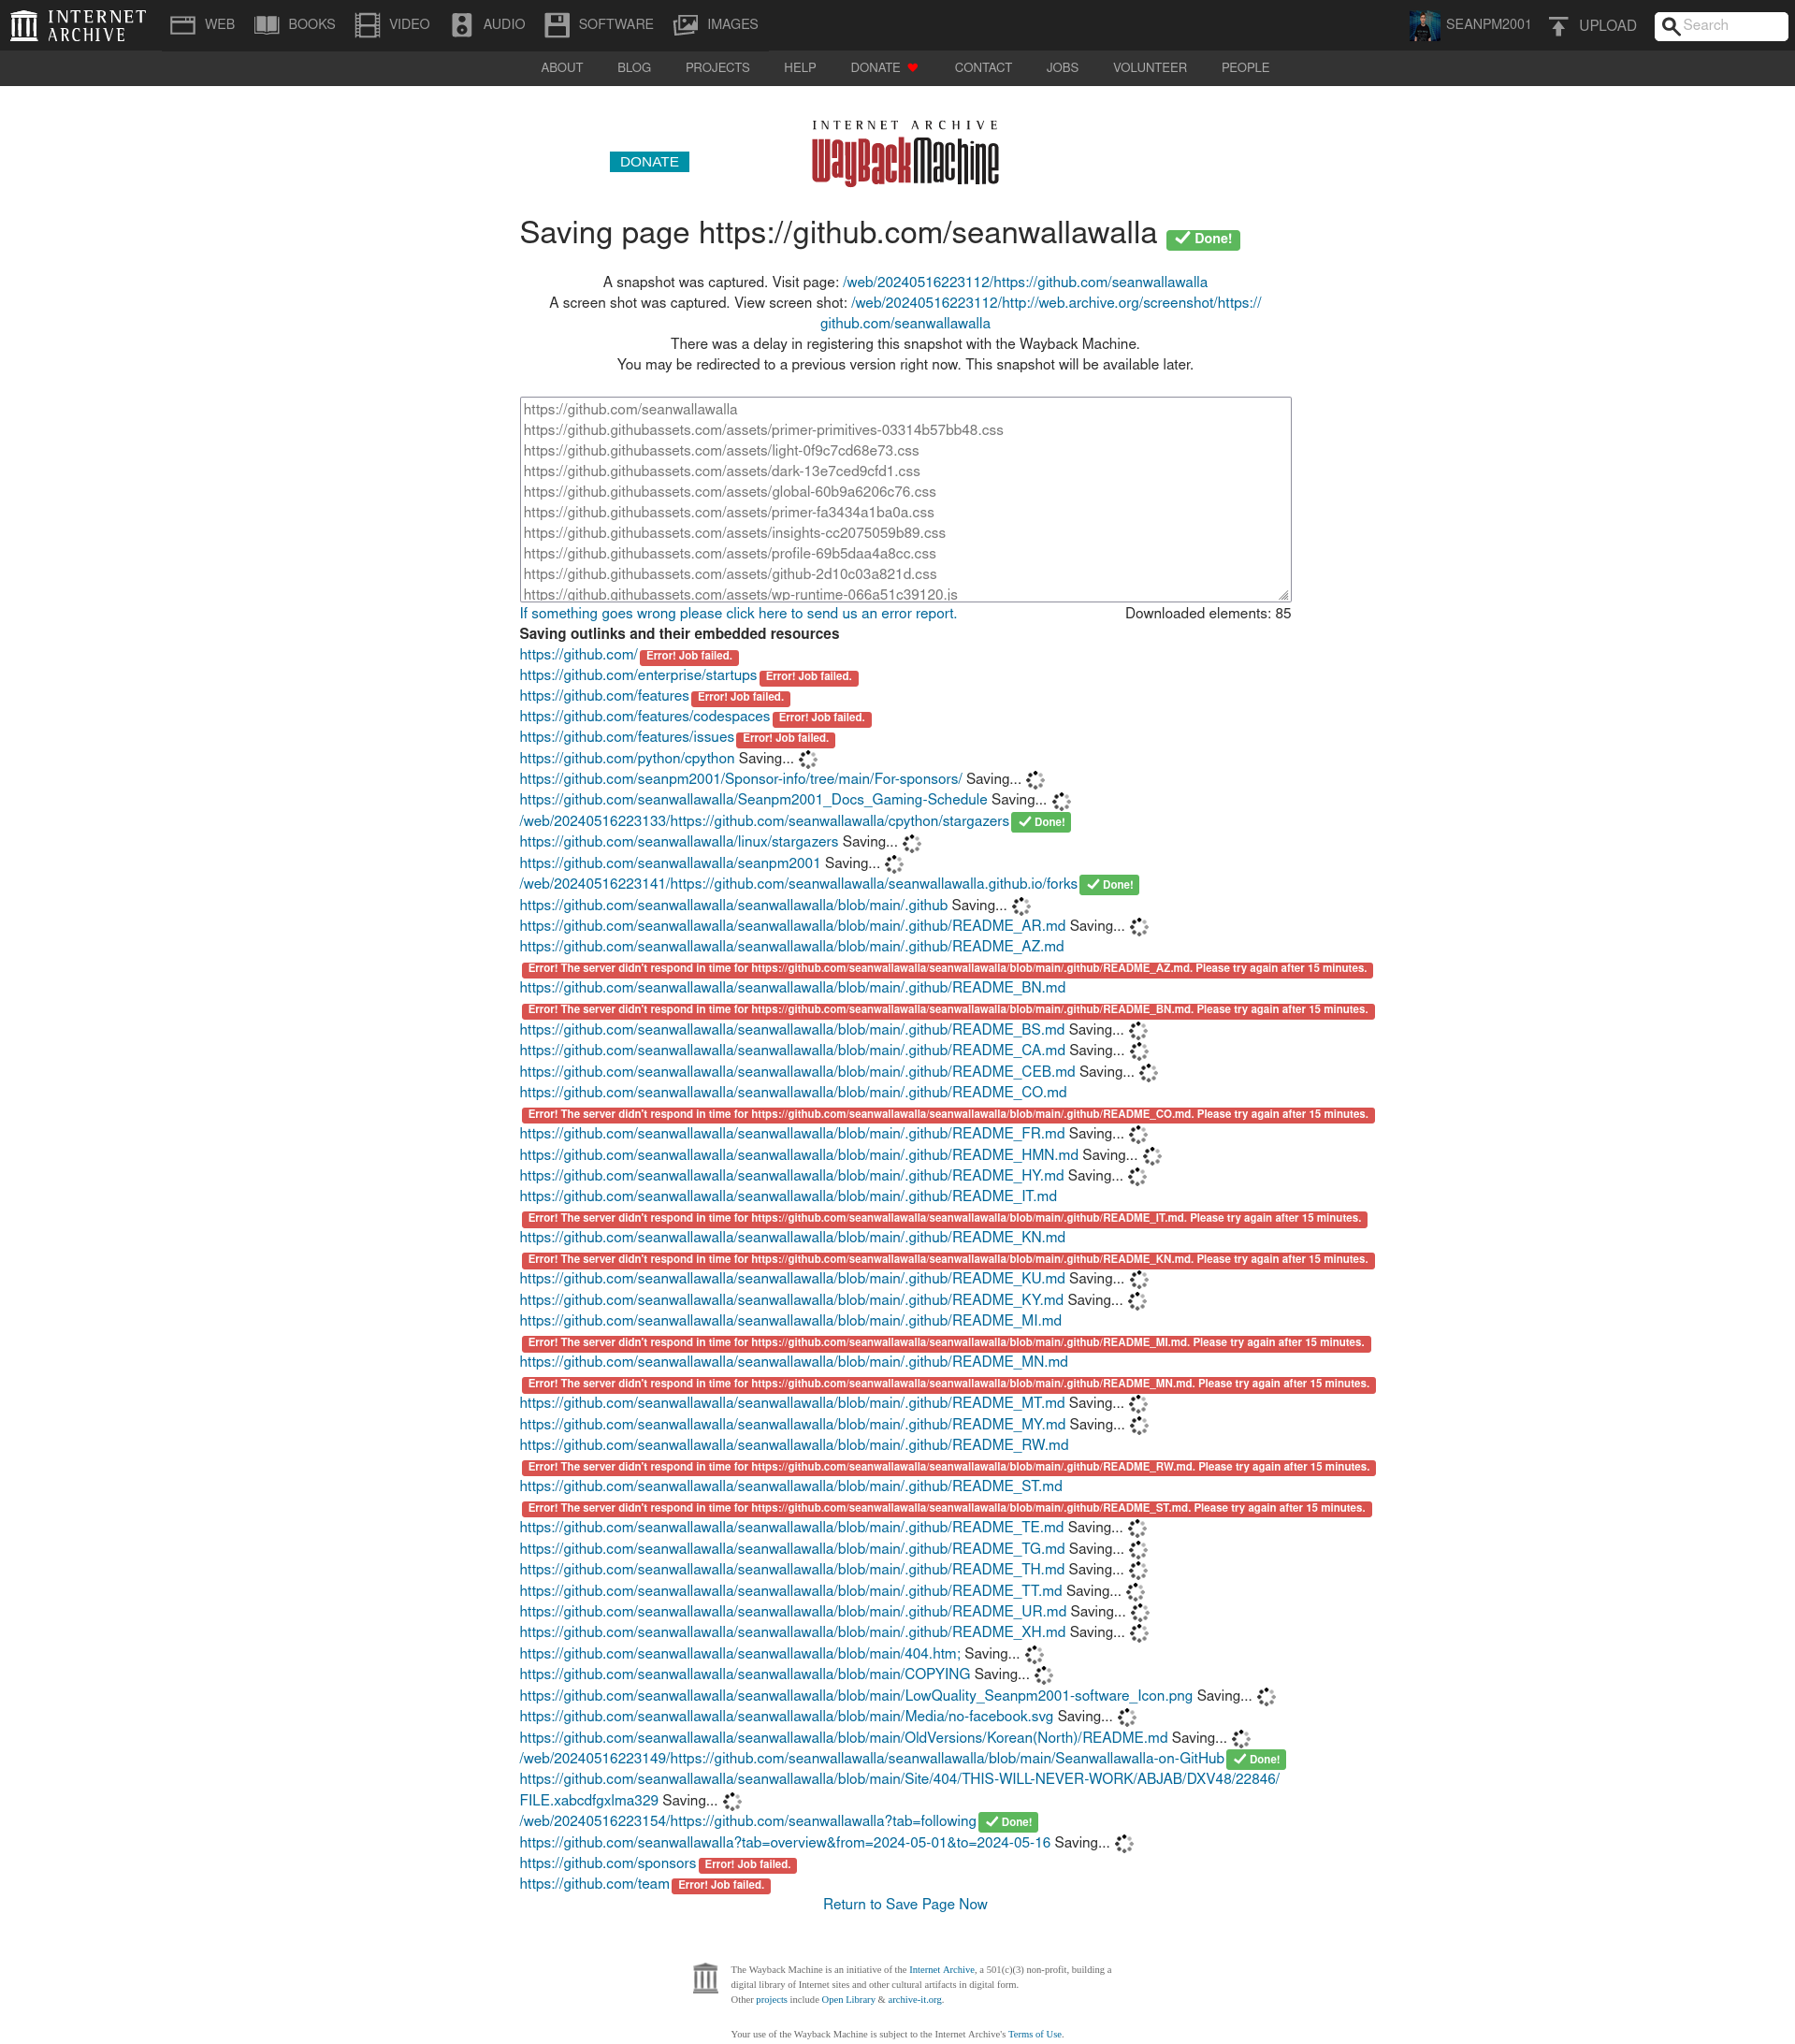 INTERNET ARCHIVE
WEB BOOKS VIDEO AUDIO SOFTWARE IMAGES SEANPM2001 UPLOAD Search
ABOUT BLOG PROJECTS HELP DONATE CONTACT JOBS VOLUNTEER PEOPLE
DONATE
INTERNET ARCHIVE
WayBackMachine
Saving page https://github.com/seanwallawalla Done!
A snapshot was captured. Visit page: /web/20240516223112/https://github.com/seanwallawalla
A screen shot was captured. View screen shot: /web/20240516223112/http://web.archive.org/screenshot/https://
github.com/seanwallawalla
There was a delay in registering this snapshot with the Wayback Machine.
You may be redirected to a previous version right now. This snapshot will be available later.
https://github.com/seanwallawalla
https://github.githubassets.com/assets/primer-primitives-03314b57bb48.css
https://github.githubassets.com/assets/light-0f9c7cd68e73.css
https://github.githubassets.com/assets/dark-13e7ced9cfd1.css
https://github.githubassets.com/assets/global-60b9a6206c76.css
https://github.githubassets.com/assets/primer-fa3434a1ba0a.css
https://github.githubassets.com/assets/insights-cc2075059b89.css
https://github.githubassets.com/assets/profile-69b5daa4a8cc.css
https://github.githubassets.com/assets/github-2d10c03a821d.css
https://github.githubassets.com/assets/wp-runtime-066a51c39120.js
If something goes wrong please click here to send us an error report. Downloaded elements: 85
Saving outlinks and their embedded resources
https://github.com/ Error! Job failed.
https://github.com/enterprise/startups Error! Job failed.
https://github.com/features Error! Job failed.
https://github.com/features/codespaces Error! Job failed.
https://github.com/features/issues Error! Job failed.
https://github.com/python/cpython Saving...
https://github.com/seanpm2001/Sponsor-info/tree/main/For-sponsors/ Saving...
https://github.com/seanwallawalla/Seanpm2001_Docs_Gaming-Schedule Saving...
/web/20240516223133/https://github.com/seanwallawalla/cpython/stargazers Done!
https://github.com/seanwallawalla/linux/stargazers Saving...
https://github.com/seanwallawalla/seanpm2001 Saving...
/web/20240516223141/https://github.com/seanwallawalla/seanwallawalla.github.io/forks Done!
https://github.com/seanwallawalla/seanwallawalla/blob/main/.github Saving...
https://github.com/seanwallawalla/seanwallawalla/blob/main/.github/README_AR.md Saving...
https://github.com/seanwallawalla/seanwallawalla/blob/main/.github/README_AZ.md
Error! The server didn't respond in time for https://github.com/seanwallawalla/seanwallawalla/blob/main/.github/README_AZ.md. Please try again after 15 minutes.
https://github.com/seanwallawalla/seanwallawalla/blob/main/.github/README_BN.md
Error! The server didn't respond in time for https://github.com/seanwallawalla/seanwallawalla/blob/main/.github/README_BN.md. Please try again after 15 minutes.
https://github.com/seanwallawalla/seanwallawalla/blob/main/.github/README_BS.md Saving...
https://github.com/seanwallawalla/seanwallawalla/blob/main/.github/README_CA.md Saving...
https://github.com/seanwallawalla/seanwallawalla/blob/main/.github/README_CEB.md Saving...
https://github.com/seanwallawalla/seanwallawalla/blob/main/.github/README_CO.md
Error! The server didn't respond in time for https://github.com/seanwallawalla/seanwallawalla/blob/main/.github/README_CO.md. Please try again after 15 minutes.
https://github.com/seanwallawalla/seanwallawalla/blob/main/.github/README_FR.md Saving...
https://github.com/seanwallawalla/seanwallawalla/blob/main/.github/README_HMN.md Saving...
https://github.com/seanwallawalla/seanwallawalla/blob/main/.github/README_HY.md Saving...
https://github.com/seanwallawalla/seanwallawalla/blob/main/.github/README_IT.md
Error! The server didn't respond in time for https://github.com/seanwallawalla/seanwallawalla/blob/main/.github/README_IT.md. Please try again after 15 minutes.
https://github.com/seanwallawalla/seanwallawalla/blob/main/.github/README_KN.md
Error! The server didn't respond in time for https://github.com/seanwallawalla/seanwallawalla/blob/main/.github/README_KN.md. Please try again after 15 minutes.
https://github.com/seanwallawalla/seanwallawalla/blob/main/.github/README_KU.md Saving...
https://github.com/seanwallawalla/seanwallawalla/blob/main/.github/README_KY.md Saving...
https://github.com/seanwallawalla/seanwallawalla/blob/main/.github/README_MI.md
Error! The server didn't respond in time for https://github.com/seanwallawalla/seanwallawalla/blob/main/.github/README_MI.md. Please try again after 15 minutes.
https://github.com/seanwallawalla/seanwallawalla/blob/main/.github/README_MN.md
Error! The server didn't respond in time for https://github.com/seanwallawalla/seanwallawalla/blob/main/.github/README_MN.md. Please try again after 15 minutes.
https://github.com/seanwallawalla/seanwallawalla/blob/main/.github/README_MT.md Saving...
https://github.com/seanwallawalla/seanwallawalla/blob/main/.github/README_MY.md Saving...
https://github.com/seanwallawalla/seanwallawalla/blob/main/.github/README_RW.md
Error! The server didn't respond in time for https://github.com/seanwallawalla/seanwallawalla/blob/main/.github/README_RW.md. Please try again after 15 minutes.
https://github.com/seanwallawalla/seanwallawalla/blob/main/.github/README_ST.md
Error! The server didn't respond in time for https://github.com/seanwallawalla/seanwallawalla/blob/main/.github/README_ST.md. Please try again after 15 minutes.
https://github.com/seanwallawalla/seanwallawalla/blob/main/.github/README_TE.md Saving...
https://github.com/seanwallawalla/seanwallawalla/blob/main/.github/README_TG.md Saving...
https://github.com/seanwallawalla/seanwallawalla/blob/main/.github/README_TH.md Saving...
https://github.com/seanwallawalla/seanwallawalla/blob/main/.github/README_TT.md Saving...
https://github.com/seanwallawalla/seanwallawalla/blob/main/.github/README_UR.md Saving...
https://github.com/seanwallawalla/seanwallawalla/blob/main/.github/README_XH.md Saving...
https://github.com/seanwallawalla/seanwallawalla/blob/main/404.htm; Saving...
https://github.com/seanwallawalla/seanwallawalla/blob/main/COPYING Saving...
https://github.com/seanwallawalla/seanwallawalla/blob/main/LowQuality_Seanpm2001-software_Icon.png Saving...
https://github.com/seanwallawalla/seanwallawalla/blob/main/Media/no-facebook.svg Saving...
https://github.com/seanwallawalla/seanwallawalla/blob/main/OldVersions/Korean(North)/README.md Saving...
/web/20240516223149/https://github.com/seanwallawalla/seanwallawalla/blob/main/Seanwallawalla-on-GitHub Done!
https://github.com/seanwallawalla/seanwallawalla/blob/main/Site/404/THIS-WILL-NEVER-WORK/ABJAB/DXV48/22846/
FILE.xabcdfgxlma329 Saving...
/web/20240516223154/https://github.com/seanwallawalla?tab=following Done!
https://github.com/seanwallawalla?tab=overview&from=2024-05-01&to=2024-05-16 Saving...
https://github.com/sponsors Error! Job failed.
https://github.com/team Error! Job failed.
Return to Save Page Now
The Wayback Machine is an initiative of the Internet Archive, a 501(c)(3) non-profit, building a
digital library of Internet sites and other cultural artifacts in digital form.
Other projects include Open Library & archive-it.org.
Your use of the Wayback Machine is subject to the Internet Archive's Terms of Use.